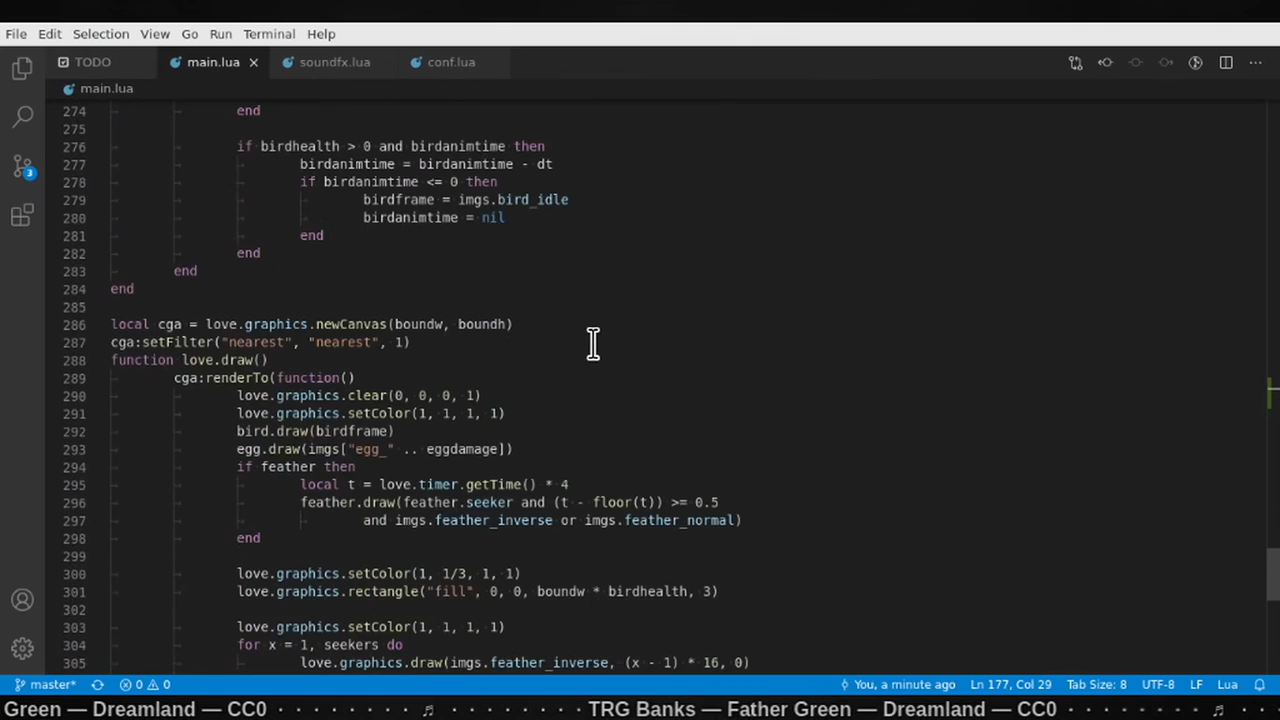 File Edit Selection View Go Run Terminal Help
TODO main.lua soundfx.lua conf.lua
main.lua
274 end
275
276 if birdhealth > 0 and birdanimtime then
277 birdanimtime = birdanimtime - dt
278 if birdanimtime <= 0 then
279 birdframe = imgs.bird_idle
280 birdanimtime = nil
281 end
282 end
283 end
284 end
285
286 local cga = love.graphics.newCanvas(boundw, boundh)
287 cga:setFilter("nearest", "nearest", 1)
288 function love.draw()
289 cga:renderTo(function()
290 love.graphics.clear(0, 0, 0, 1)
291 love.graphics.setColor(1, 1, 1, 1)
292 bird.draw(birdframe)
293 egg.draw(imgs["egg_" .. eggdamage])
294 if feather then
295 local t = love.timer.getTime() * 4
296 feather.draw(feather.seeker and (t - floor(t)) >= 0.5
297 and imgs.feather_inverse or imgs.feather_normal)
298 end
299
300 love.graphics.setColor(1, 1/3, 1, 1)
301 love.graphics.rectangle("fill", 0, 0, boundw * birdhealth, 3)
302
303 love.graphics.setColor(1, 1, 1, 1)
304 for x = 1, seekers do
305 love.graphics.draw(imgs.feather_inverse, (x - 1) * 16, 0)
3
master* 0 0 You, a minute ago Ln 177, Col 29 Tab Size: 8 UTF-8 LF Lua
Green — Dreamland — CC0 · · · · · · · ♬ · · · · · · · TRG Banks — Father Green — Dreamland — CC0 · · · · · · · ♬ ·